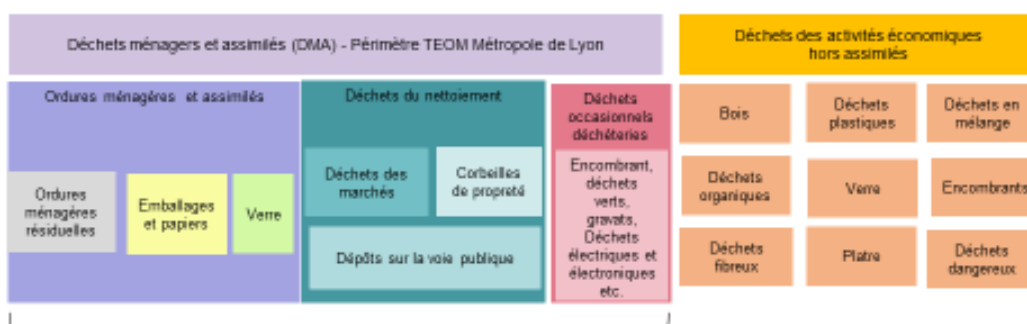 Déchets ménagers et assimilés (DMA) - Périmètre TEOM Métropole de Lyon
Déchets des activités économiques
hors assimilés
Ordures ménagères et assimilés
Ordures
ménagères
résiduelles
Emballages
et papiers
Verre
Déchets du nettoiement
Déchets des
marchés
Corbeilles
de propreté
Dépôts sur la voie publique
Déchets
occasionnels
déchèteries
Encombrant,
déchets
verts,
gravats,
Déchets
électriques et
électroniques
etc.
Bois
Déchets
plastiques
Déchets en
mélange
Déchets
organiques
Verre
Encombrants
Déchets
fibreux
Platre
Déchets
dangereux